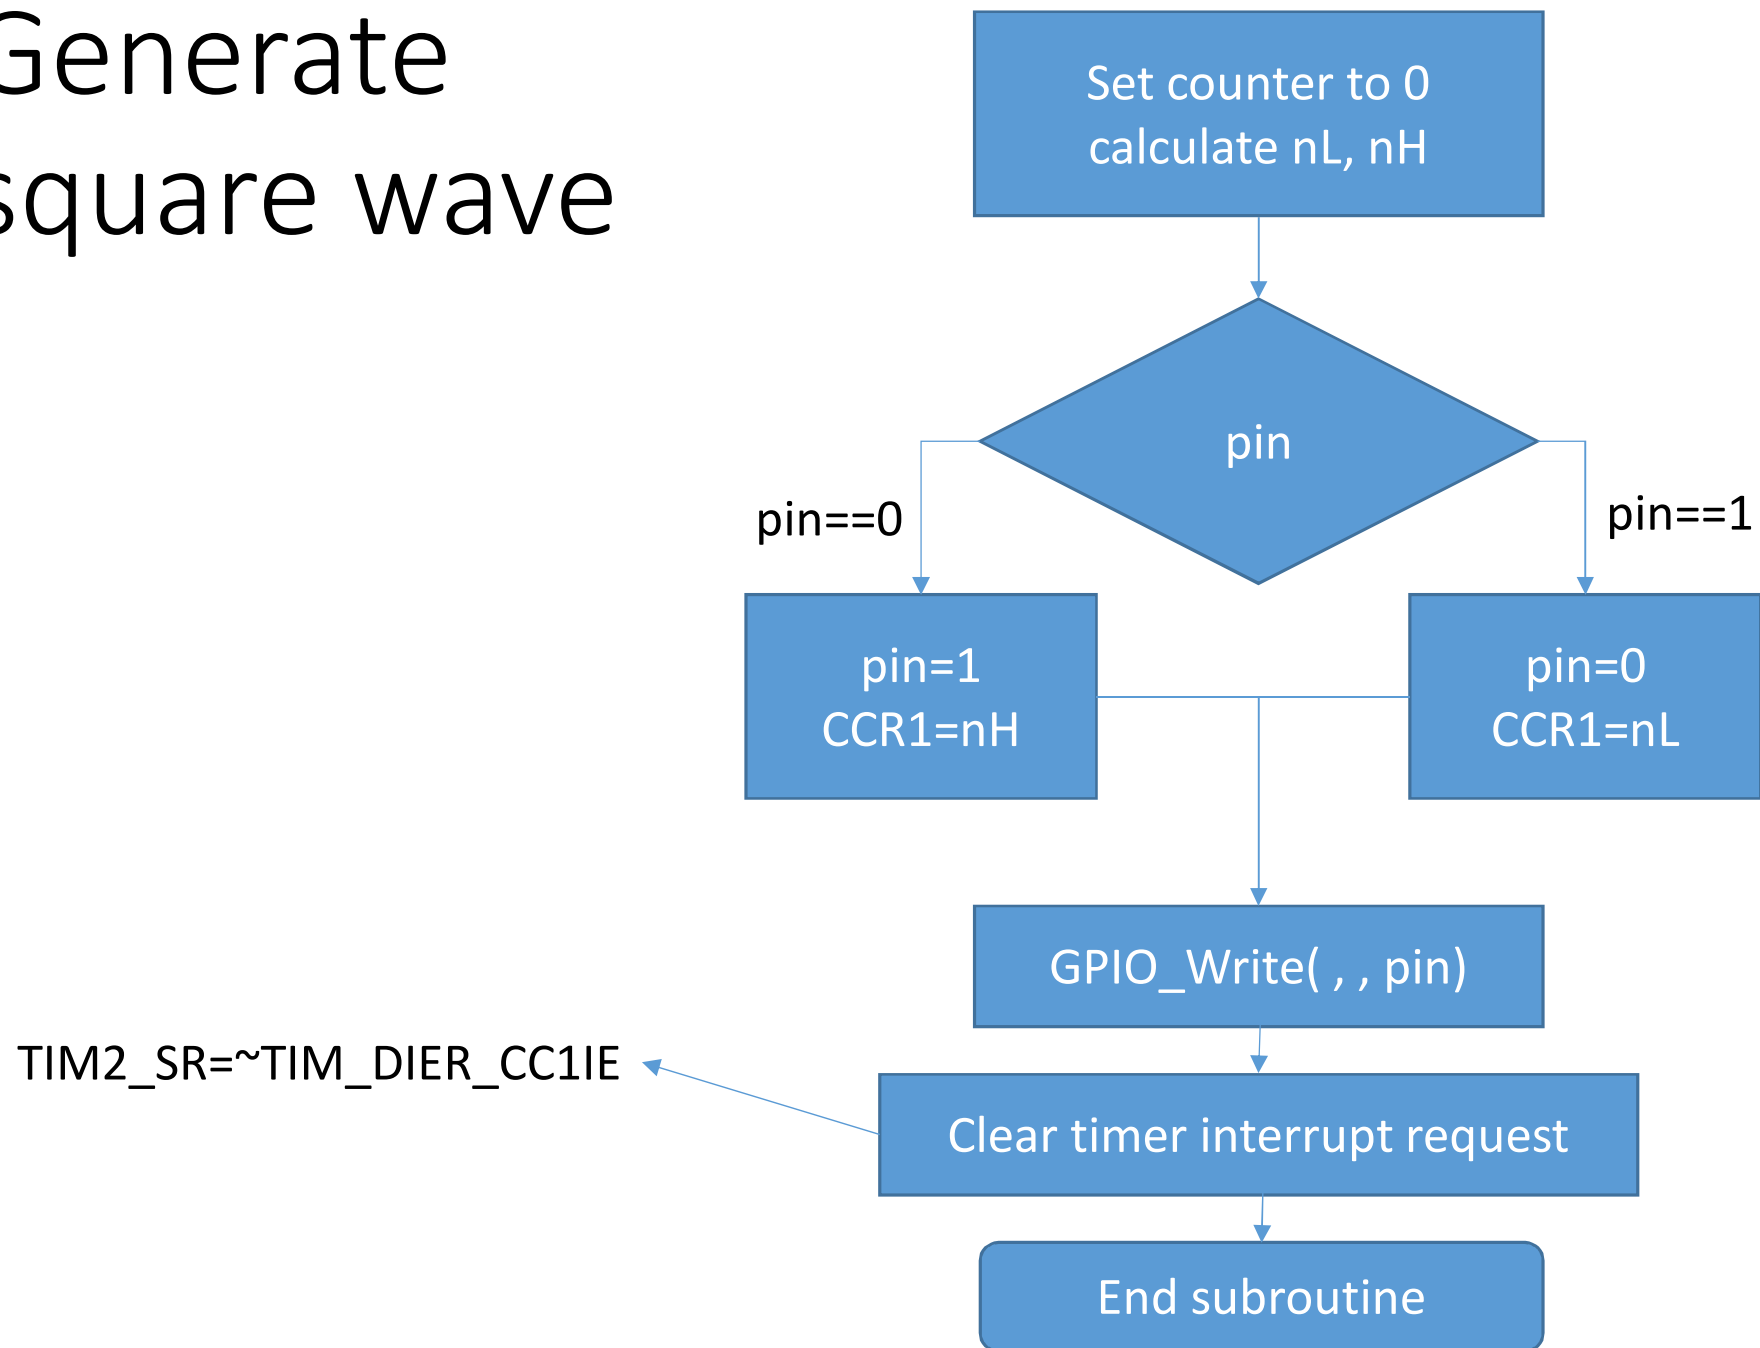 Generate
square wave
Set counter to 0
calculate nL, nH
pin
pin==0
pin==1
pin=1
CCR1=nH
pin=0
CCR1=nL
GPIO_Write( , , pin)
TIM2_SR=~TIM_DIER_CC1IE
Clear timer interrupt request
End subroutine